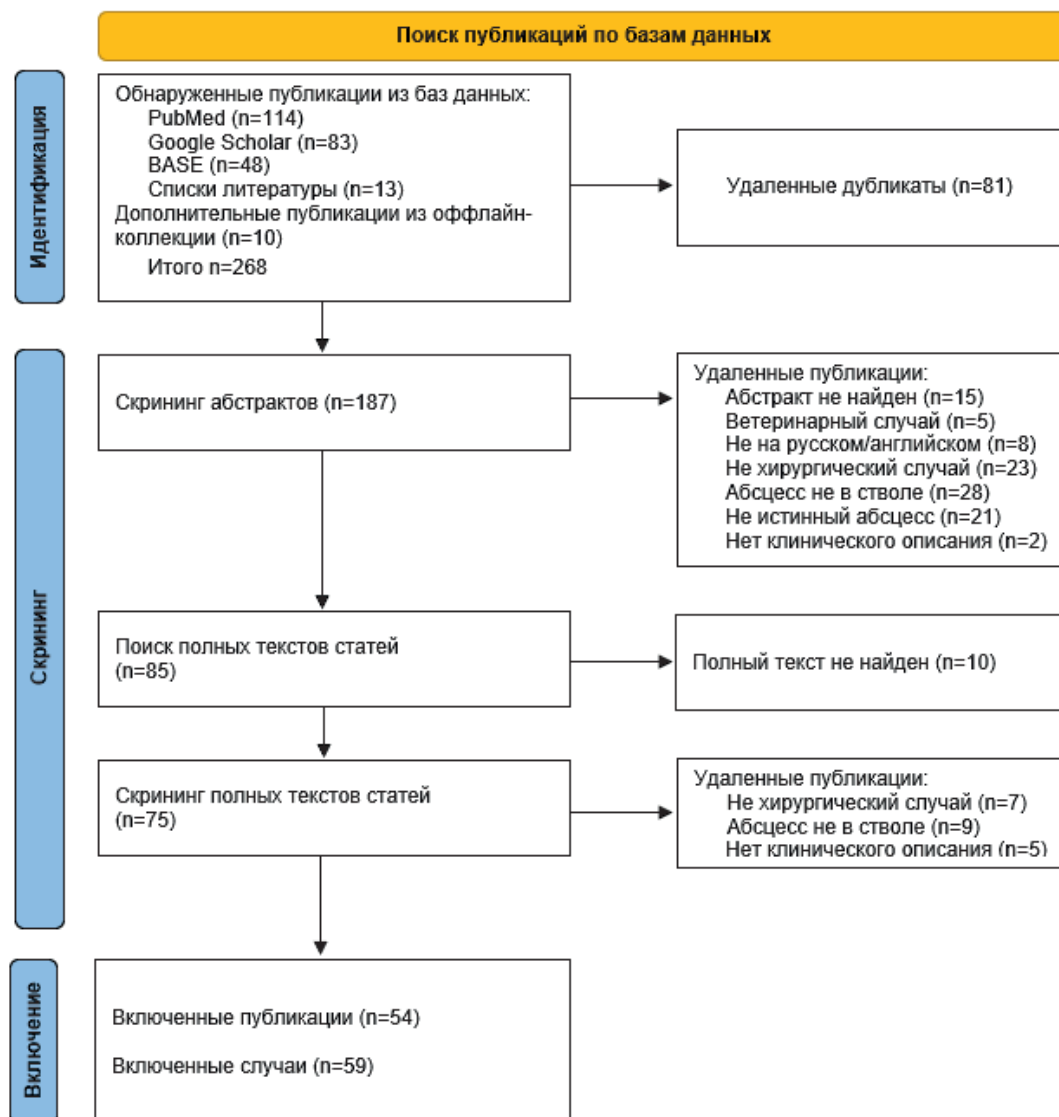 Поиск публикаций по базам данных
Идентификация
Обнаруженные публикации из баз данных:
PubMed (n=114)
Google Scholar (n=83)
BASE (n=48)
Списки литературы (n=13)
Дополнительные публикации из оффлайн-
коллекции (n=10)
Итого n=268
Удаленные дубликаты (n=81)
Скрининг
Скрининг абстрактов (n=187)
Удаленные публикации:
Абстракт не найден (n=15)
Ветеринарный случай (n=5)
Не на русском/английском (n=8)
Не хирургический случай (n=23)
Абсцесс не в стволе (n=28)
Не истинный абсцесс (n=21)
Нет клинического описания (n=2)
Поиск полных текстов статей
(n=85)
Полный текст не найден (n=10)
Скрининг полных текстов статей
(n=75)
Удаленные публикации:
Не хирургический случай (n=7)
Абсцесс не в стволе (n=9)
Нет клинического описания (n=5)
Включение
Включенные публикации (n=54)
Включенные случаи (n=59)